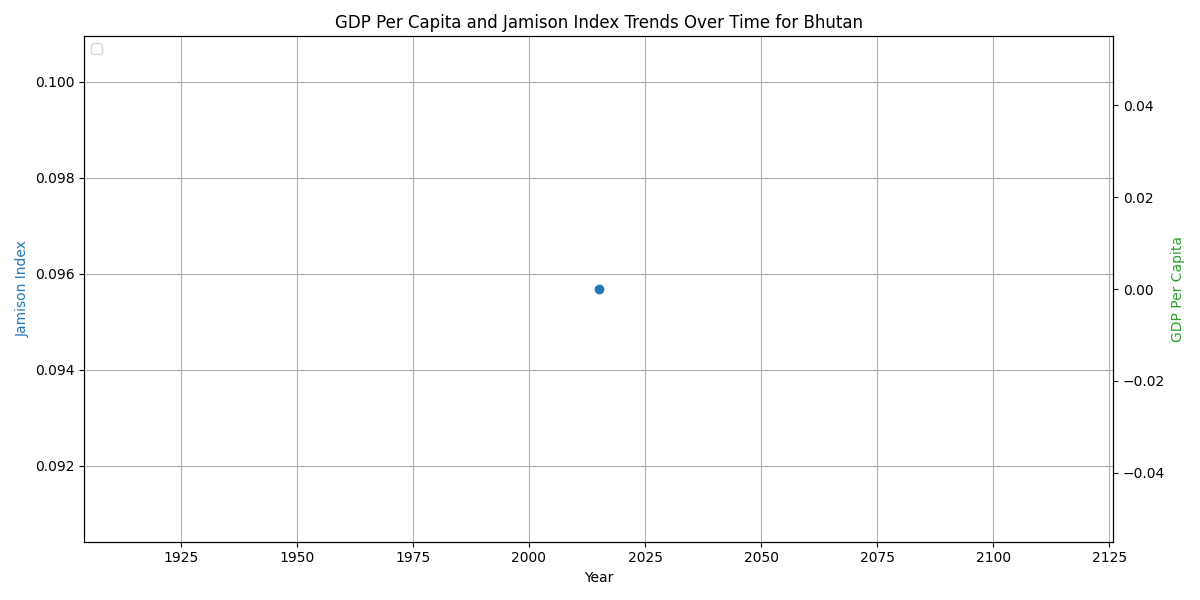 GDP Per Capita and Jamison Index Trends Over Time for Bhutan
0.100
0.098
0.096
0.094
0.092
Jamison Index
0.04
0.02
0.00
−0.02
−0.04
GDP Per Capita
1925 1950 1975 2000 2025 2050 2075 2100 2125
Year